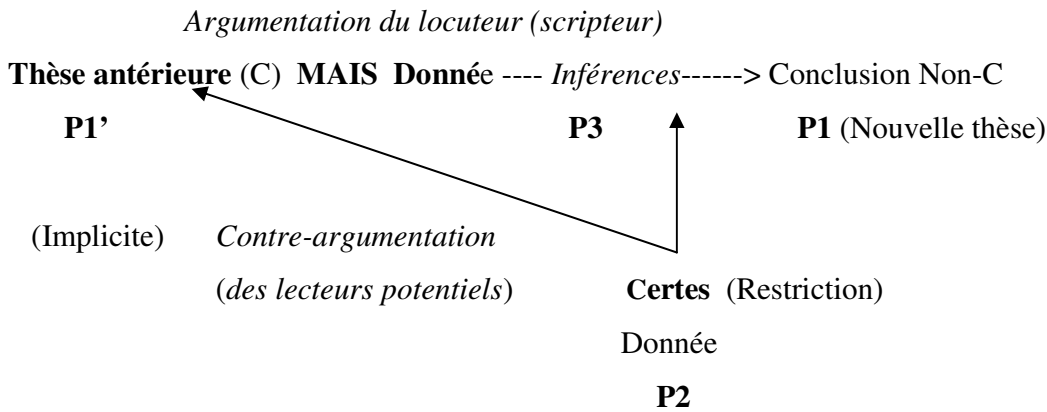 Argumentation du locuteur (scripteur)
Thèse antérieure (C) MAIS Donnée ---- Inférences------> Conclusion Non-C
P1’ P3 P1 (Nouvelle thèse)
(Implicite) Contre-argumentation
(des lecteurs potentiels) Certes (Restriction)
Donnée
P2